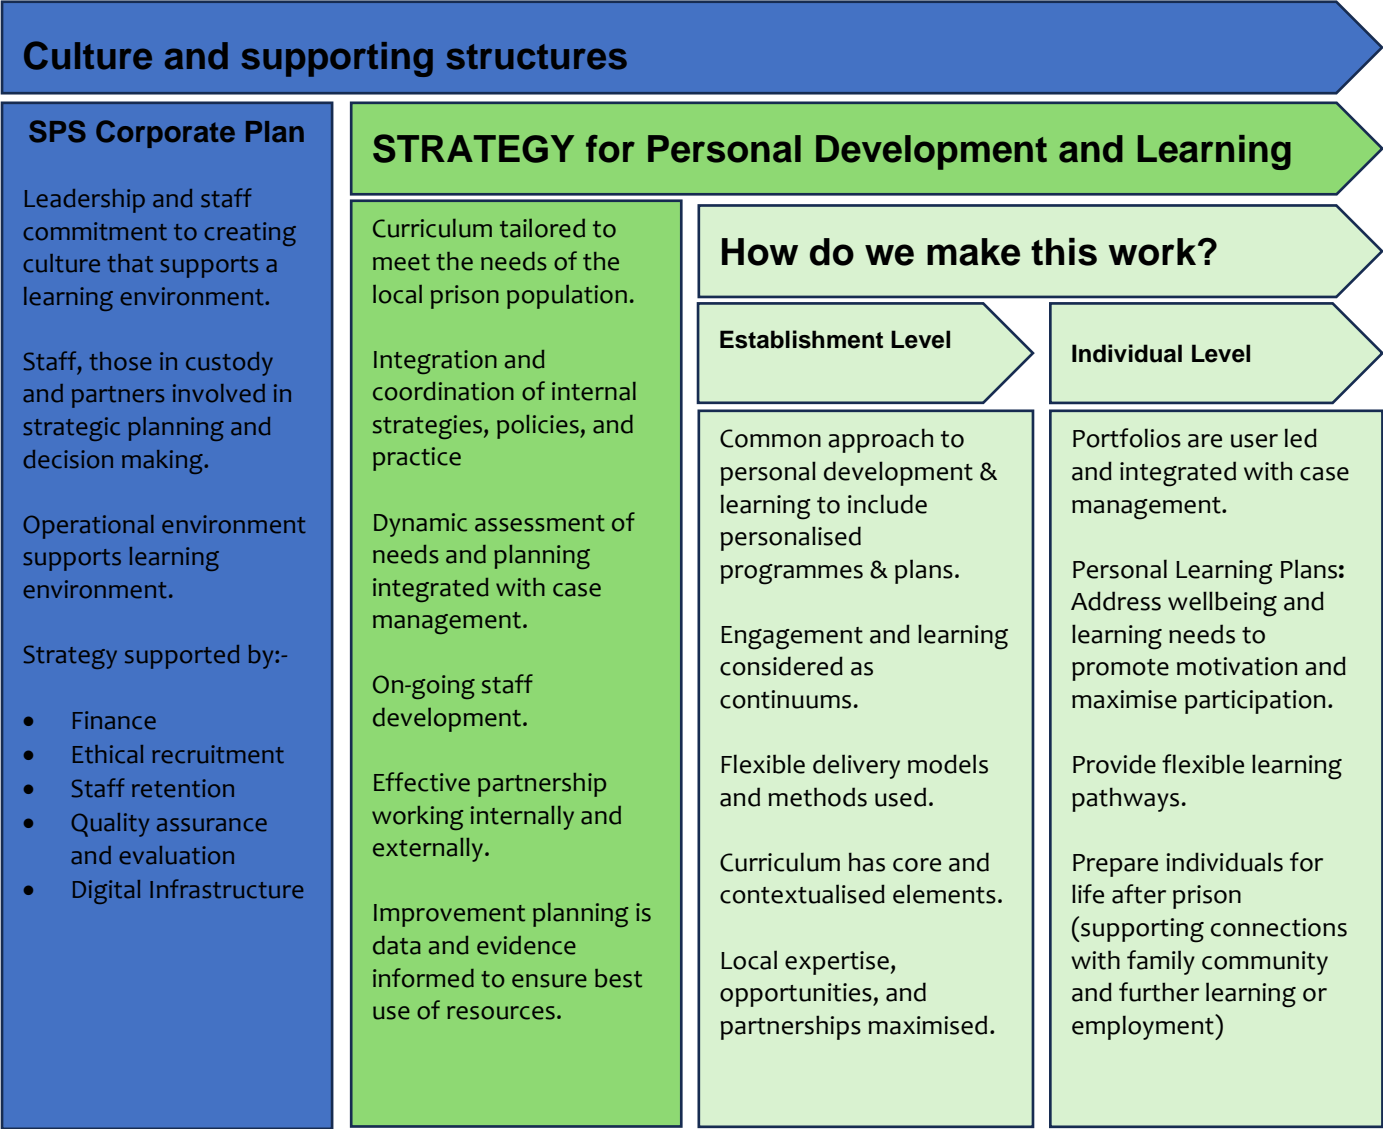 Culture and supporting structures
SPS Corporate Plan
Leadership and staff
commitment to creating
culture that supports a
learning environment.
Staff, those in custody
and partners involved in
strategic planning and
decision making.
Operational environment
supports learning
environment.
Strategy supported by:-
• Finance
• Ethical recruitment
• Staff retention
• Quality assurance
and evaluation
• Digital Infrastructure
STRATEGY for Personal Development and Learning
Curriculum tailored to
meet the needs of the
local prison population.
Integration and
coordination of internal
strategies, policies, and
practice
Dynamic assessment of
needs and planning
integrated with case
management.
On-going staff
development.
Effective partnership
working internally and
externally.
Improvement planning is
data and evidence
informed to ensure best
use of resources.
How do we make this work?
Establishment Level
Common approach to
personal development &
learning to include
personalised
programmes & plans.
Engagement and learning
considered as
continuums.
Flexible delivery models
and methods used.
Curriculum has core and
contextualised elements.
Local expertise,
opportunities, and
partnerships maximised.
Individual Level
Portfolios are user led
and integrated with case
management.
Personal Learning Plans:
Address wellbeing and
learning needs to
promote motivation and
maximise participation.
Provide flexible learning
pathways.
Prepare individuals for
life after prison
(supporting connections
with family community
and further learning or
employment)